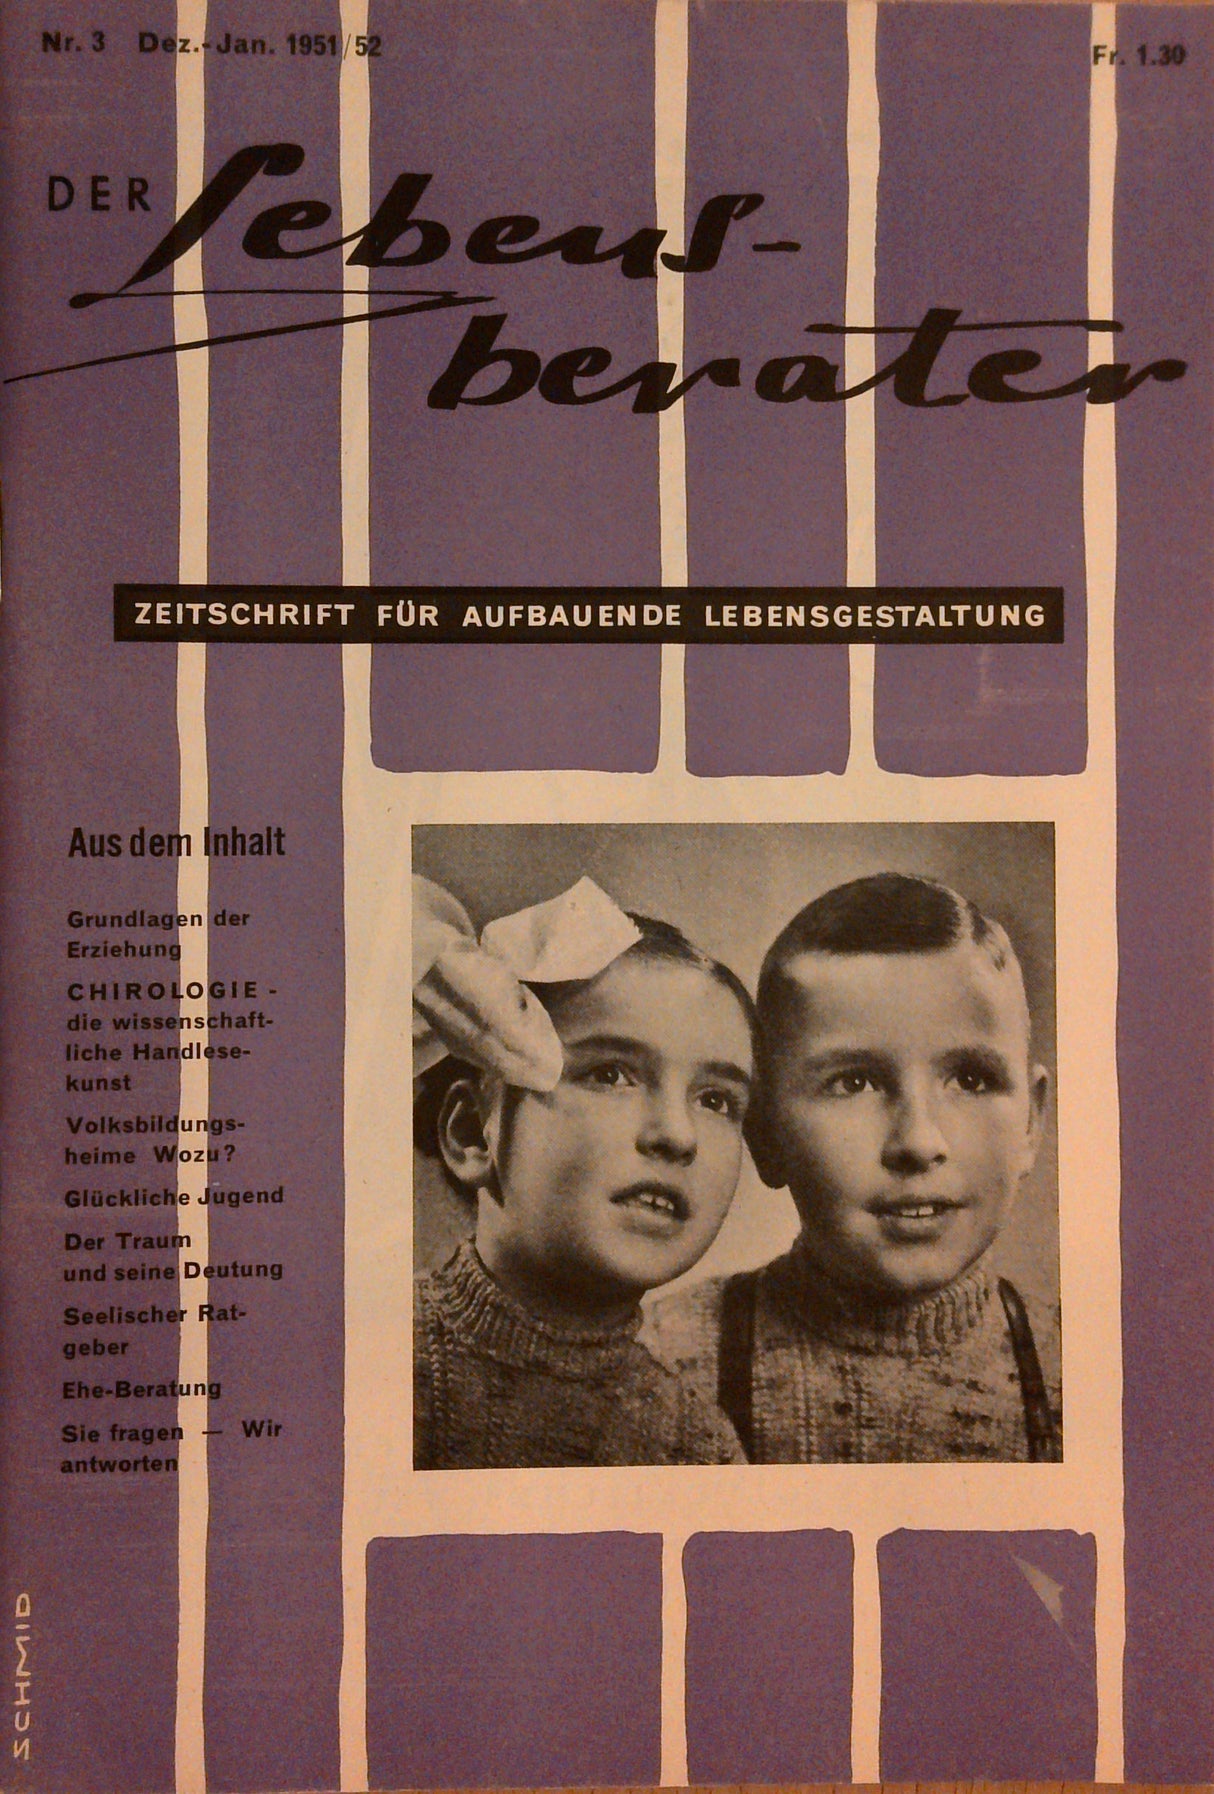 Nr. 3 Dez.-Jan. 1951/52
Fr. 1.30
DER Lebens-
berater
ZEITSCHRIFT FÜR AUFBAUENDE LEBENSGESTALTUNG
Aus dem Inhalt
Grundlagen der
Erziehung
CHIROLOGIE -
die wissenschaft-
liche Handlese-
kunst
Volksbildungs-
heime Wozu?
Glückliche Jugend
Der Traum
und seine Deutung
Seelischer Rat-
geber
Ehe-Beratung
Sie fragen — Wir
antworten
SCHMID